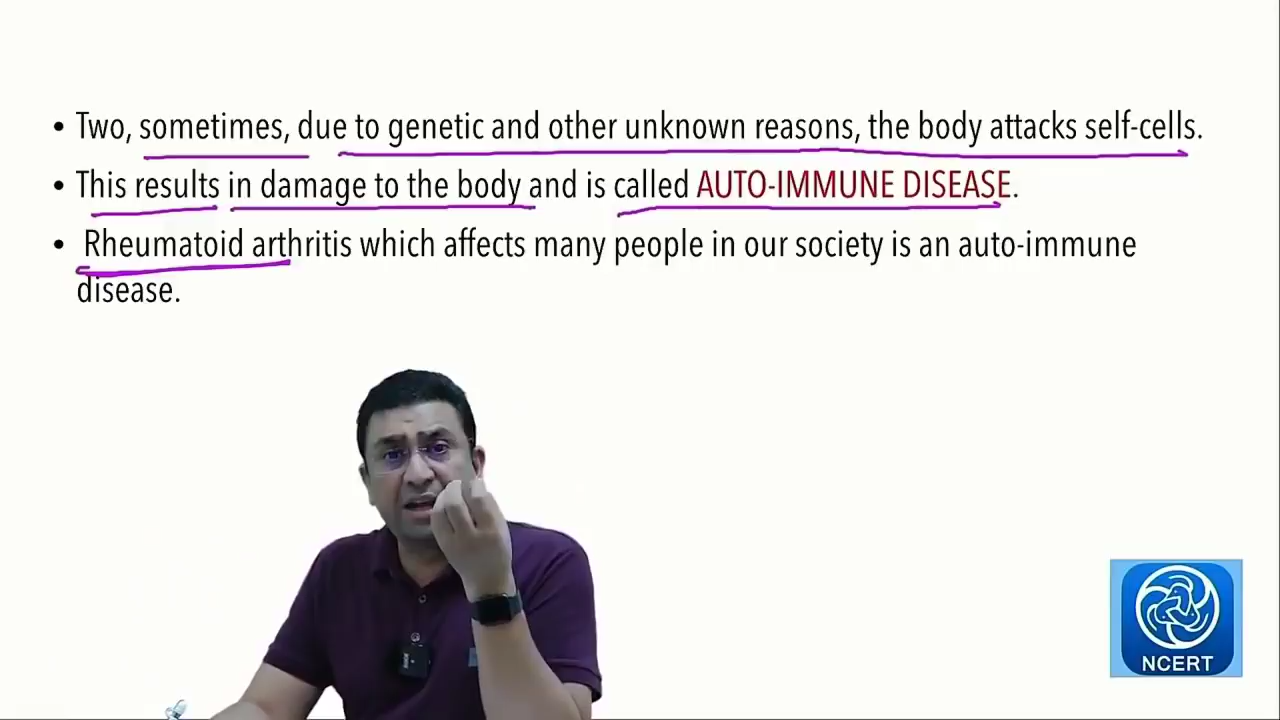 • Two, sometimes, due to genetic and other unknown reasons, the body attacks self-cells.
• This results in damage to the body and is called AUTO-IMMUNE DISEASE.
• Rheumatoid arthritis which affects many people in our society is an auto-immune
disease.
NCERT